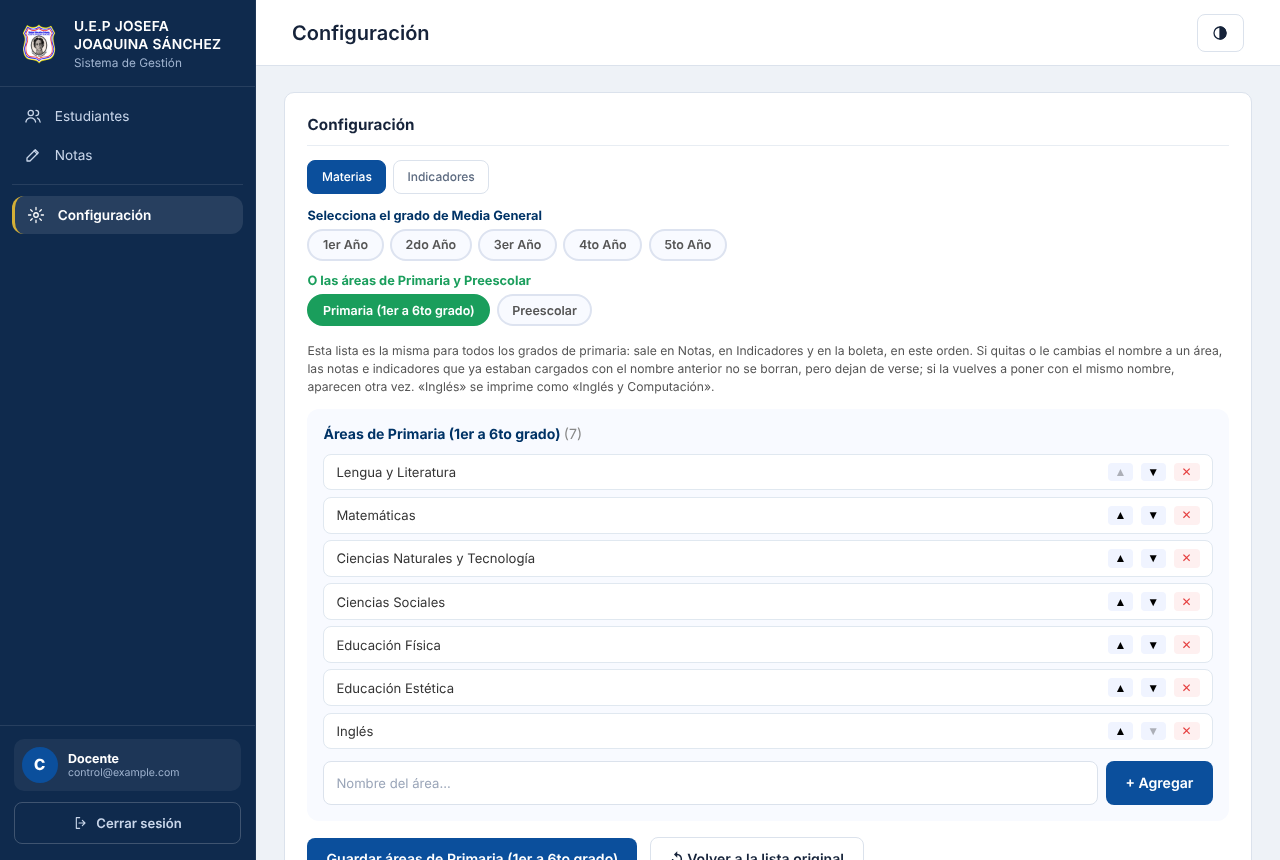 U.E.P JOSEFA
JOAQUINA SÁNCHEZ
Sistema de Gestión
Estudiantes
Notas
Configuración
Docente
C
control@example.com
Cerrar sesión
Configuración
Configuración
Materias
Indicadores
Selecciona el grado de Media General
1er Año
2do Año
3er Año
4to Año
5to Año
O las áreas de Primaria y Preescolar
Primaria (1er a 6to grado)
Preescolar
Esta lista es la misma para todos los grados de primaria: sale en Notas, en Indicadores y en la boleta, en este orden. Si quitas o le cambias el nombre a un área,
las notas e indicadores que ya estaban cargados con el nombre anterior no se borran, pero dejan de verse; si la vuelves a poner con el mismo nombre,
aparecen otra vez. «Inglés» se imprime como «Inglés y Computación».
Áreas de Primaria (1er a 6to grado) (7)
Lengua y Literatura
Matemáticas
Ciencias Naturales y Tecnología
Ciencias Sociales
Educación Física
Educación Estética
Inglés
Nombre del área...
+ Agregar
Guardar áreas de Primaria (1er a 6to grado)
Volver a la lista original